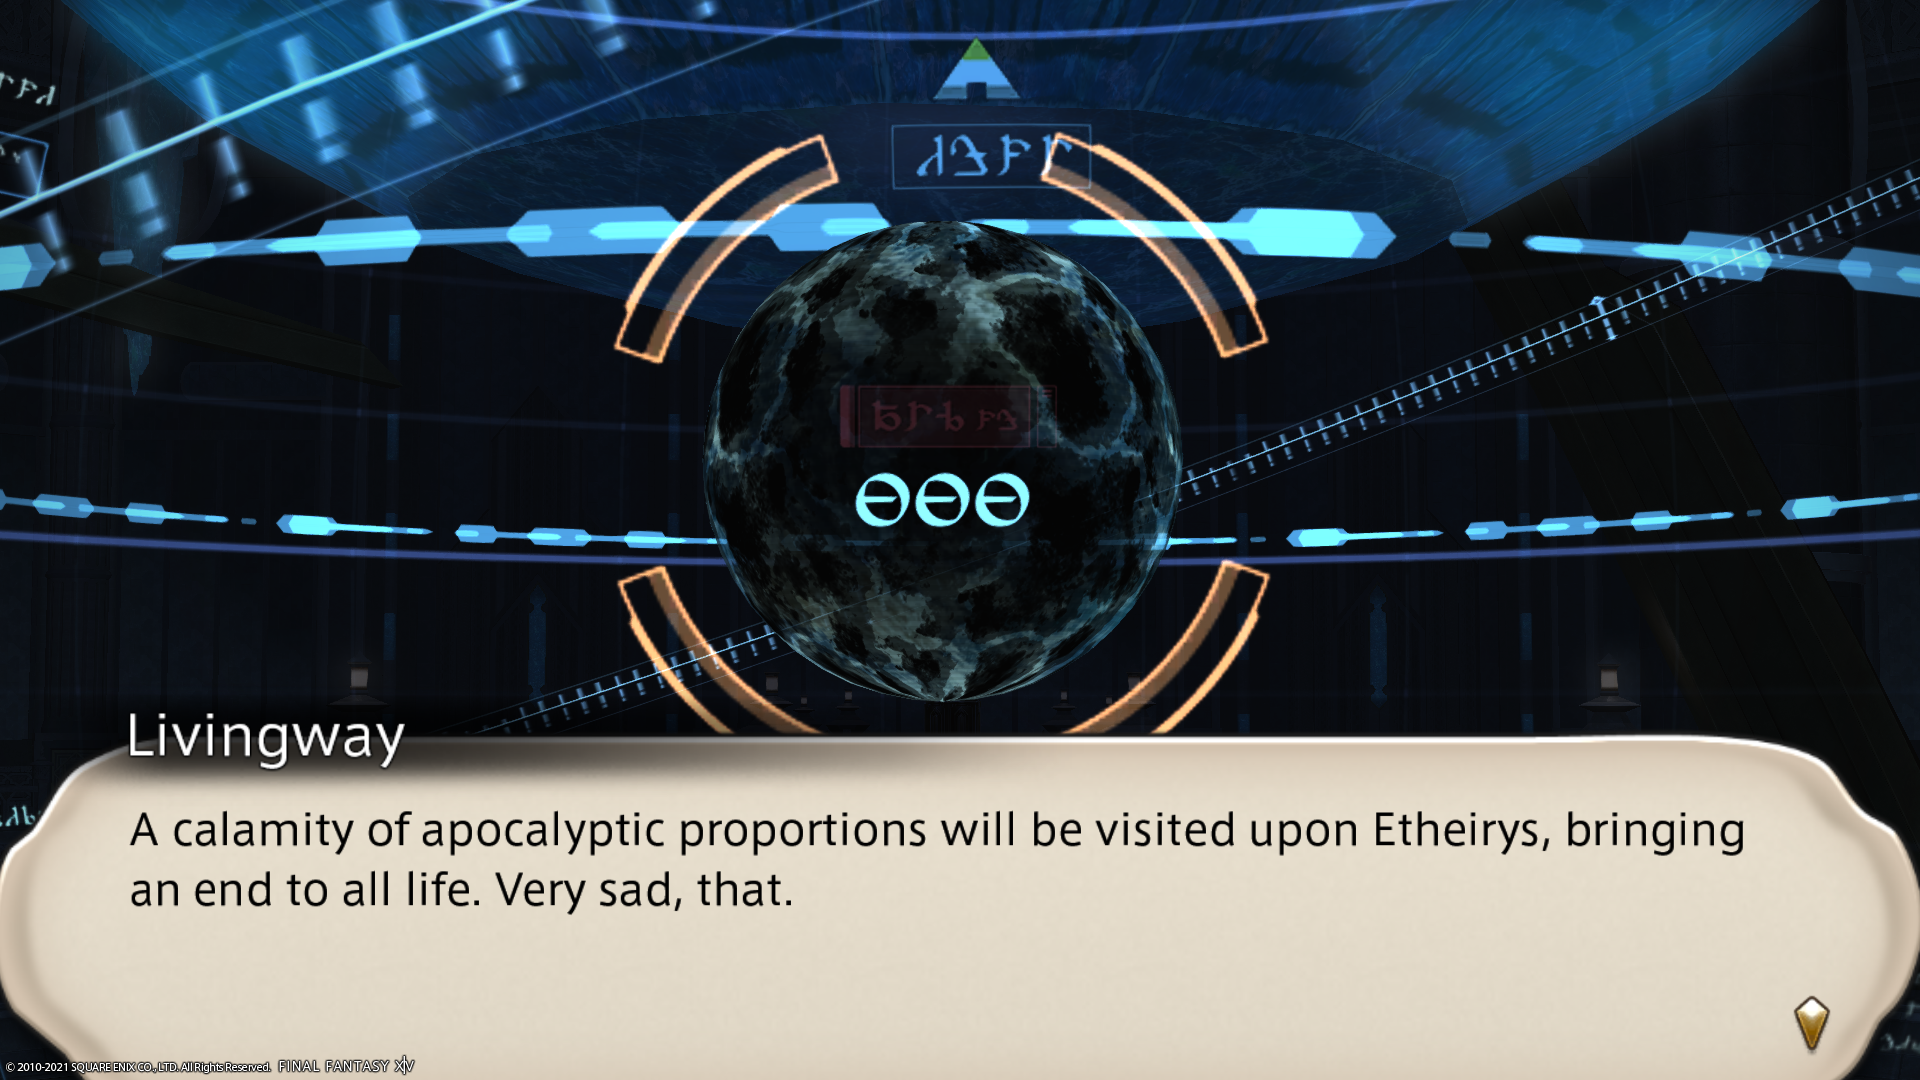 Livingway
A calamity of apocalyptic proportions will be visited upon Etheirys, bringing
an end to all life. Very sad, that.
© 2010-2021 SQUARE ENIX CO., LTD. All Rights Reserved. FINAL FANTASY XIV